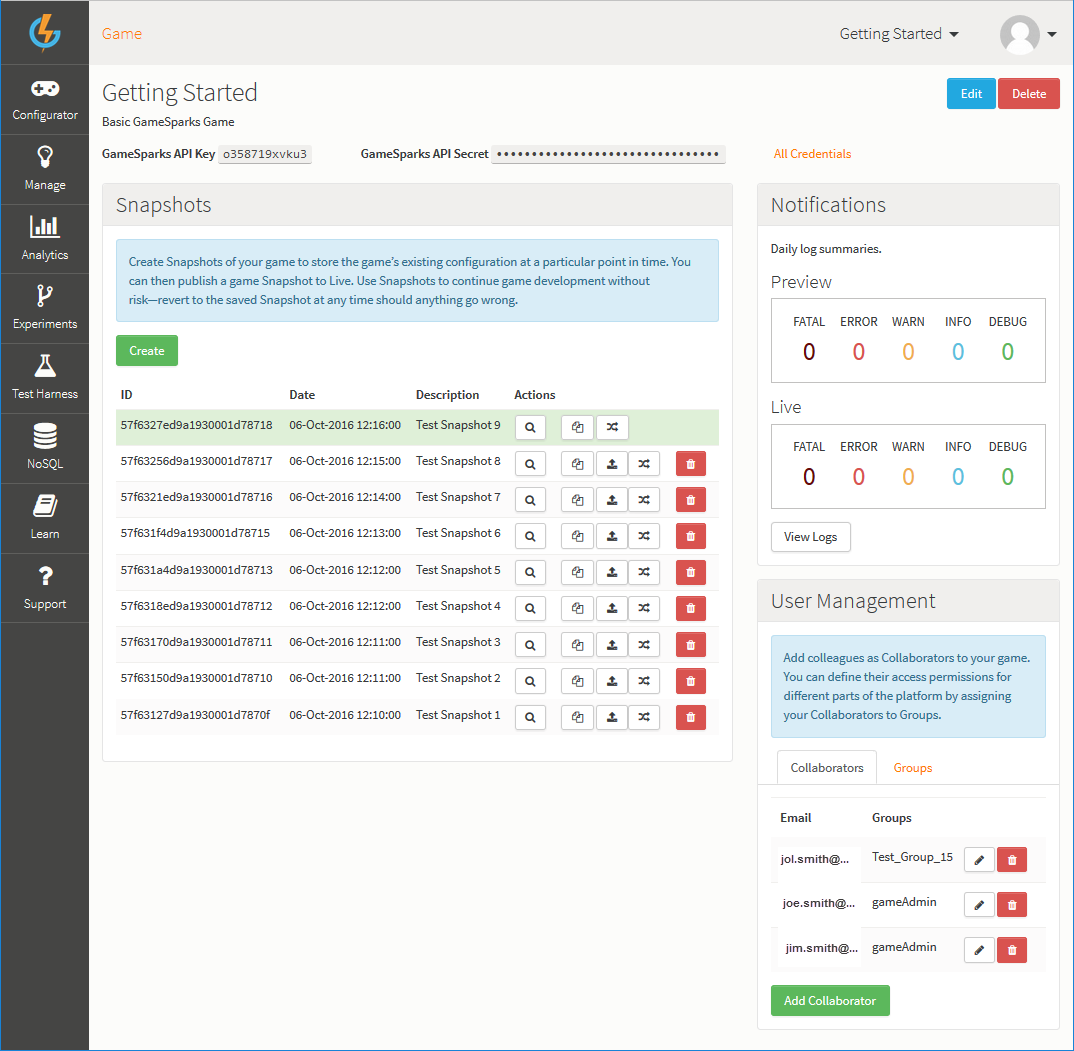 Game
Getting Started
Configurator
Manage
Analytics
Experiments
Test Harness
NoSQL
Learn
Support
Getting Started
Edit
Delete
Basic GameSparks Game
GameSparks API Key o358719xvku3
GameSparks API Secret ••••••••••••••••••••••••••••••••
All Credentials
Snapshots
Create Snapshots of your game to store the game's existing configuration at a particular point in time. You
can then publish a game Snapshot to Live. Use Snapshots to continue game development without
risk—revert to the saved Snapshot at any time should anything go wrong.
Create
ID Date Description Actions
57f6327ed9a1930001d78718 06-Oct-2016 12:16:00 Test Snapshot 9
57f63256d9a1930001d78717 06-Oct-2016 12:15:00 Test Snapshot 8
57f6321ed9a1930001d78716 06-Oct-2016 12:14:00 Test Snapshot 7
57f631f4d9a1930001d78715 06-Oct-2016 12:13:00 Test Snapshot 6
57f631a4d9a1930001d78713 06-Oct-2016 12:12:00 Test Snapshot 5
57f6318ed9a1930001d78712 06-Oct-2016 12:12:00 Test Snapshot 4
57f63170d9a1930001d78711 06-Oct-2016 12:11:00 Test Snapshot 3
57f63150d9a1930001d78710 06-Oct-2016 12:11:00 Test Snapshot 2
57f63127d9a1930001d7870f 06-Oct-2016 12:10:00 Test Snapshot 1
Notifications
Daily log summaries.
Preview
FATAL ERROR WARN INFO DEBUG
0 0 0 0 0
Live
FATAL ERROR WARN INFO DEBUG
0 0 0 0 0
View Logs
User Management
Add colleagues as Collaborators to your game.
You can define their access permissions for
different parts of the platform by assigning
your Collaborators to Groups.
Collaborators Groups
Email Groups
jol.smith@... Test_Group_15
joe.smith@... gameAdmin
jim.smith@... gameAdmin
Add Collaborator